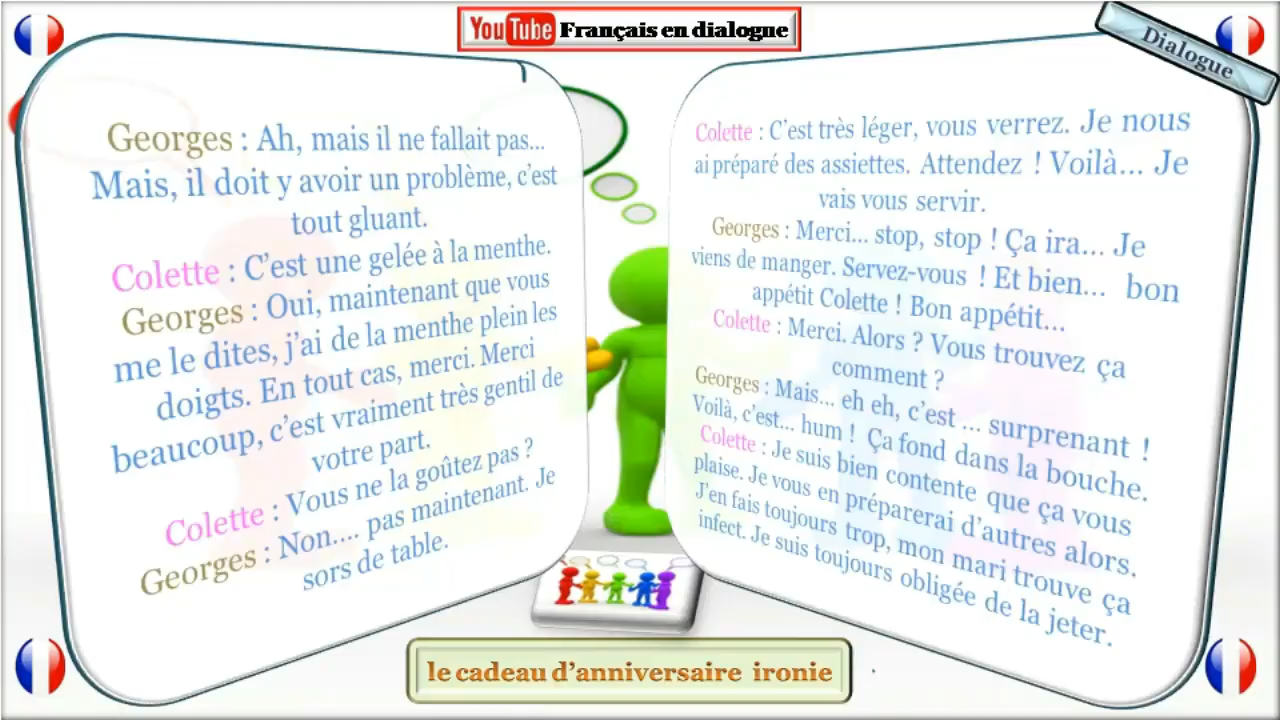 YouTube Français en dialogue
Dialogue
Georges : Ah, mais il ne fallait pas...
Mais, il doit y avoir un problème, c'est
tout gluant.
Colette : C'est une gelée à la menthe.
Georges : Oui, maintenant que vous
me le dites, j'ai de la menthe plein les
doigts. En tout cas, merci. Merci
beaucoup, c'est vraiment très gentil de
votre part.
Colette : Vous ne la goûtez pas ?
Georges : Non.... pas maintenant. Je
sors de table.
Colette : C'est très léger, vous verrez. Je nous
ai préparé des assiettes. Attendez ! Voilà... Je
vais vous servir.
Georges : Merci... stop, stop ! Ça ira... Je
viens de manger. Servez-vous ! Et bien... bon
appétit Colette ! Bon appétit...
Colette : Merci. Alors ? Vous trouvez ça
comment ?
Georges : Mais... eh eh, c'est ... surprenant !
Voilà, c'est... hum ! Ça fond dans la bouche.
Colette : Je suis bien contente que ça vous
plaise. Je vous en préparerai d'autres alors.
J'en fais toujours trop, mon mari trouve ça
infect. Je suis toujours obligée de la jeter.
le cadeau d'anniversaire ironie